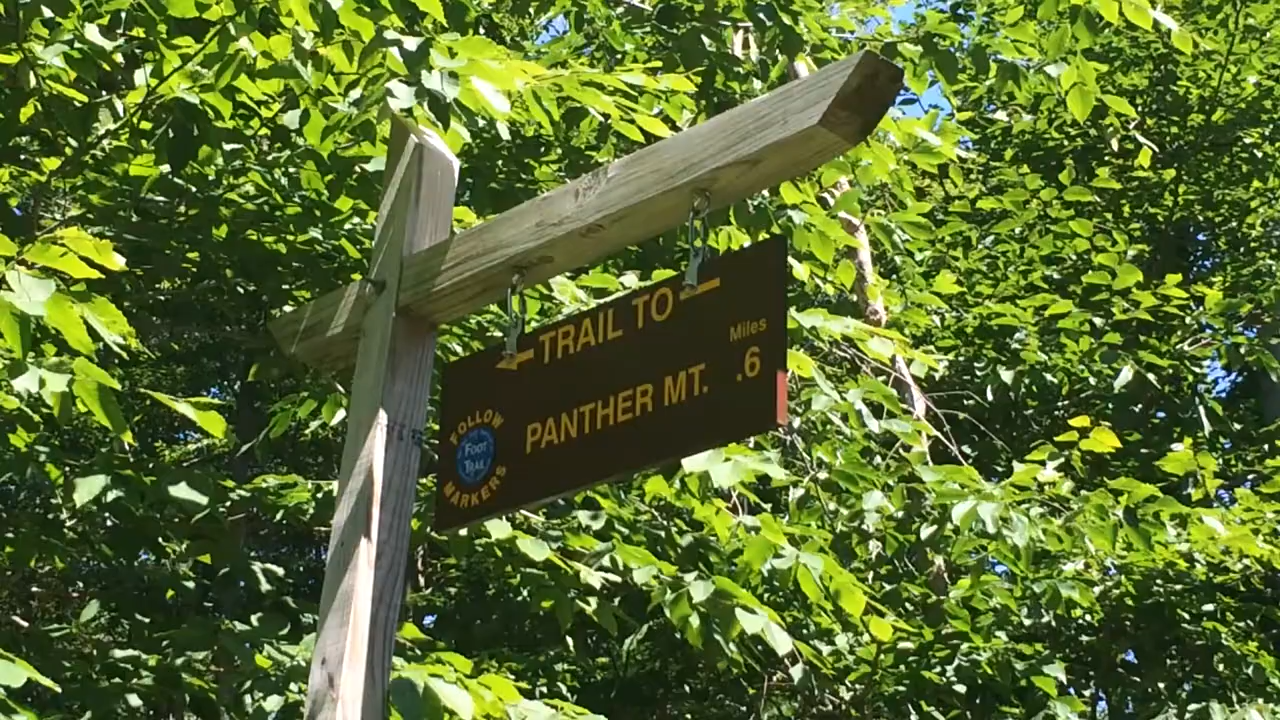 TRAIL TO
Miles
PANTHER MT. .6
FOLLOW
FOOT
TRAIL
MARKERS